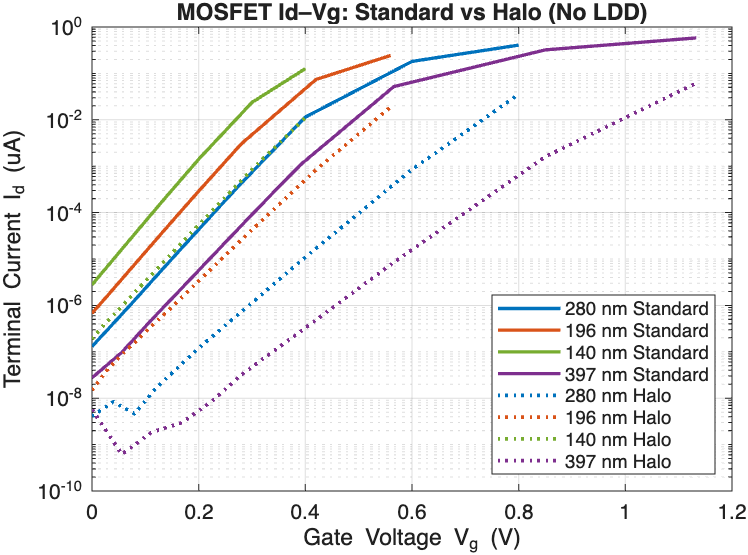 MOSFET Id–Vg: Standard vs Halo (No LDD)
Terminal Current I_d (uA)
10^0
10^-2
10^-4
10^-6
10^-8
10^-10
280 nm Standard
196 nm Standard
140 nm Standard
397 nm Standard
280 nm Halo
196 nm Halo
140 nm Halo
397 nm Halo
0 0.2 0.4 0.6 0.8 1 1.2
Gate Voltage V_g (V)